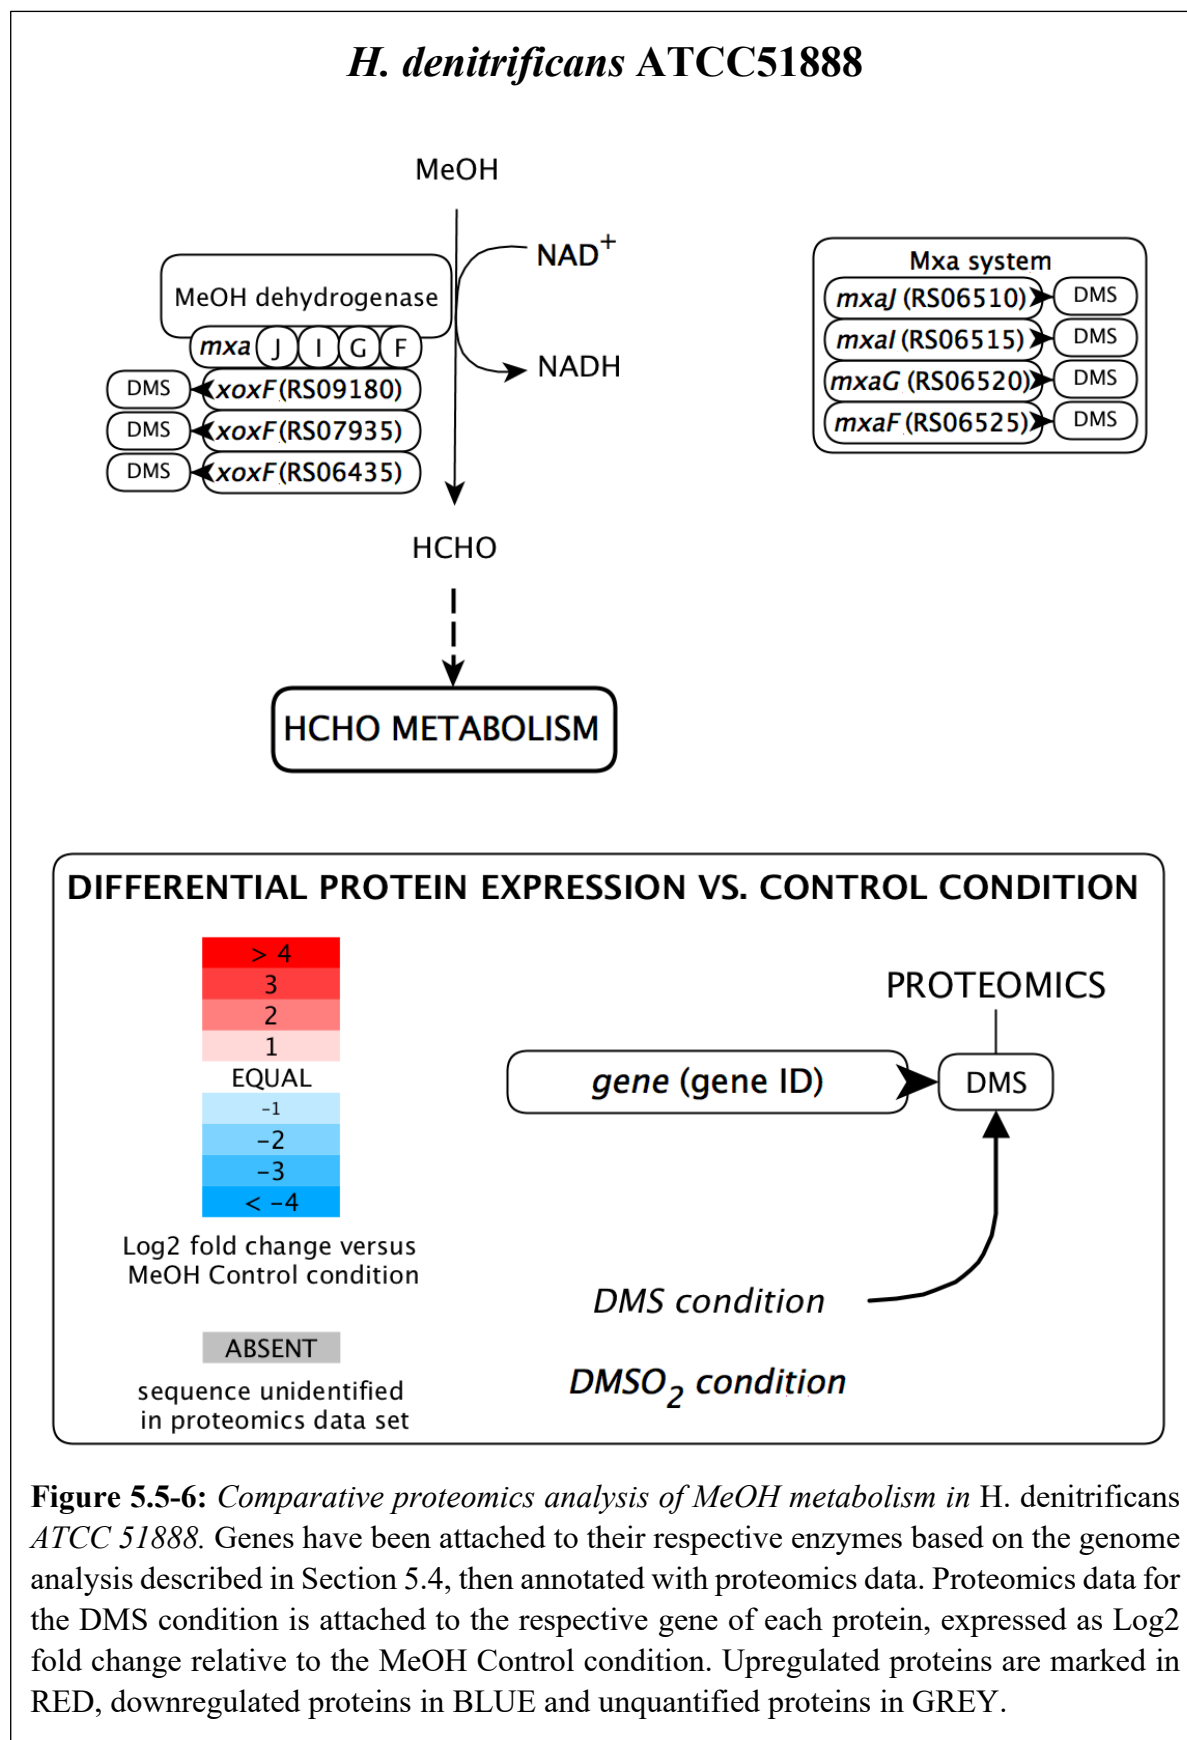 H. denitrificans ATCC51888
MeOH
NAD+
MeOH dehydrogenase
mxa J I G F
NADH
DMS xoxF(RS09180)
DMS xoxF(RS07935)
DMS xoxF(RS06435)
HCHO
HCHO METABOLISM
Mxa system
mxaJ (RS06510) DMS
mxaI (RS06515) DMS
mxaG (RS06520) DMS
mxaF (RS06525) DMS
DIFFERENTIAL PROTEIN EXPRESSION VS. CONTROL CONDITION
> 4
3
2
1
EQUAL
-1
-2
-3
< -4
Log2 fold change versus
MeOH Control condition
ABSENT
sequence unidentified
in proteomics data set
PROTEOMICS
gene (gene ID) DMS
DMS condition
DMSO2 condition
Figure 5.5-6: Comparative proteomics analysis of MeOH metabolism in H. denitrificans
ATCC 51888. Genes have been attached to their respective enzymes based on the genome
analysis described in Section 5.4, then annotated with proteomics data. Proteomics data for
the DMS condition is attached to the respective gene of each protein, expressed as Log2
fold change relative to the MeOH Control condition. Upregulated proteins are marked in
RED, downregulated proteins in BLUE and unquantified proteins in GREY.